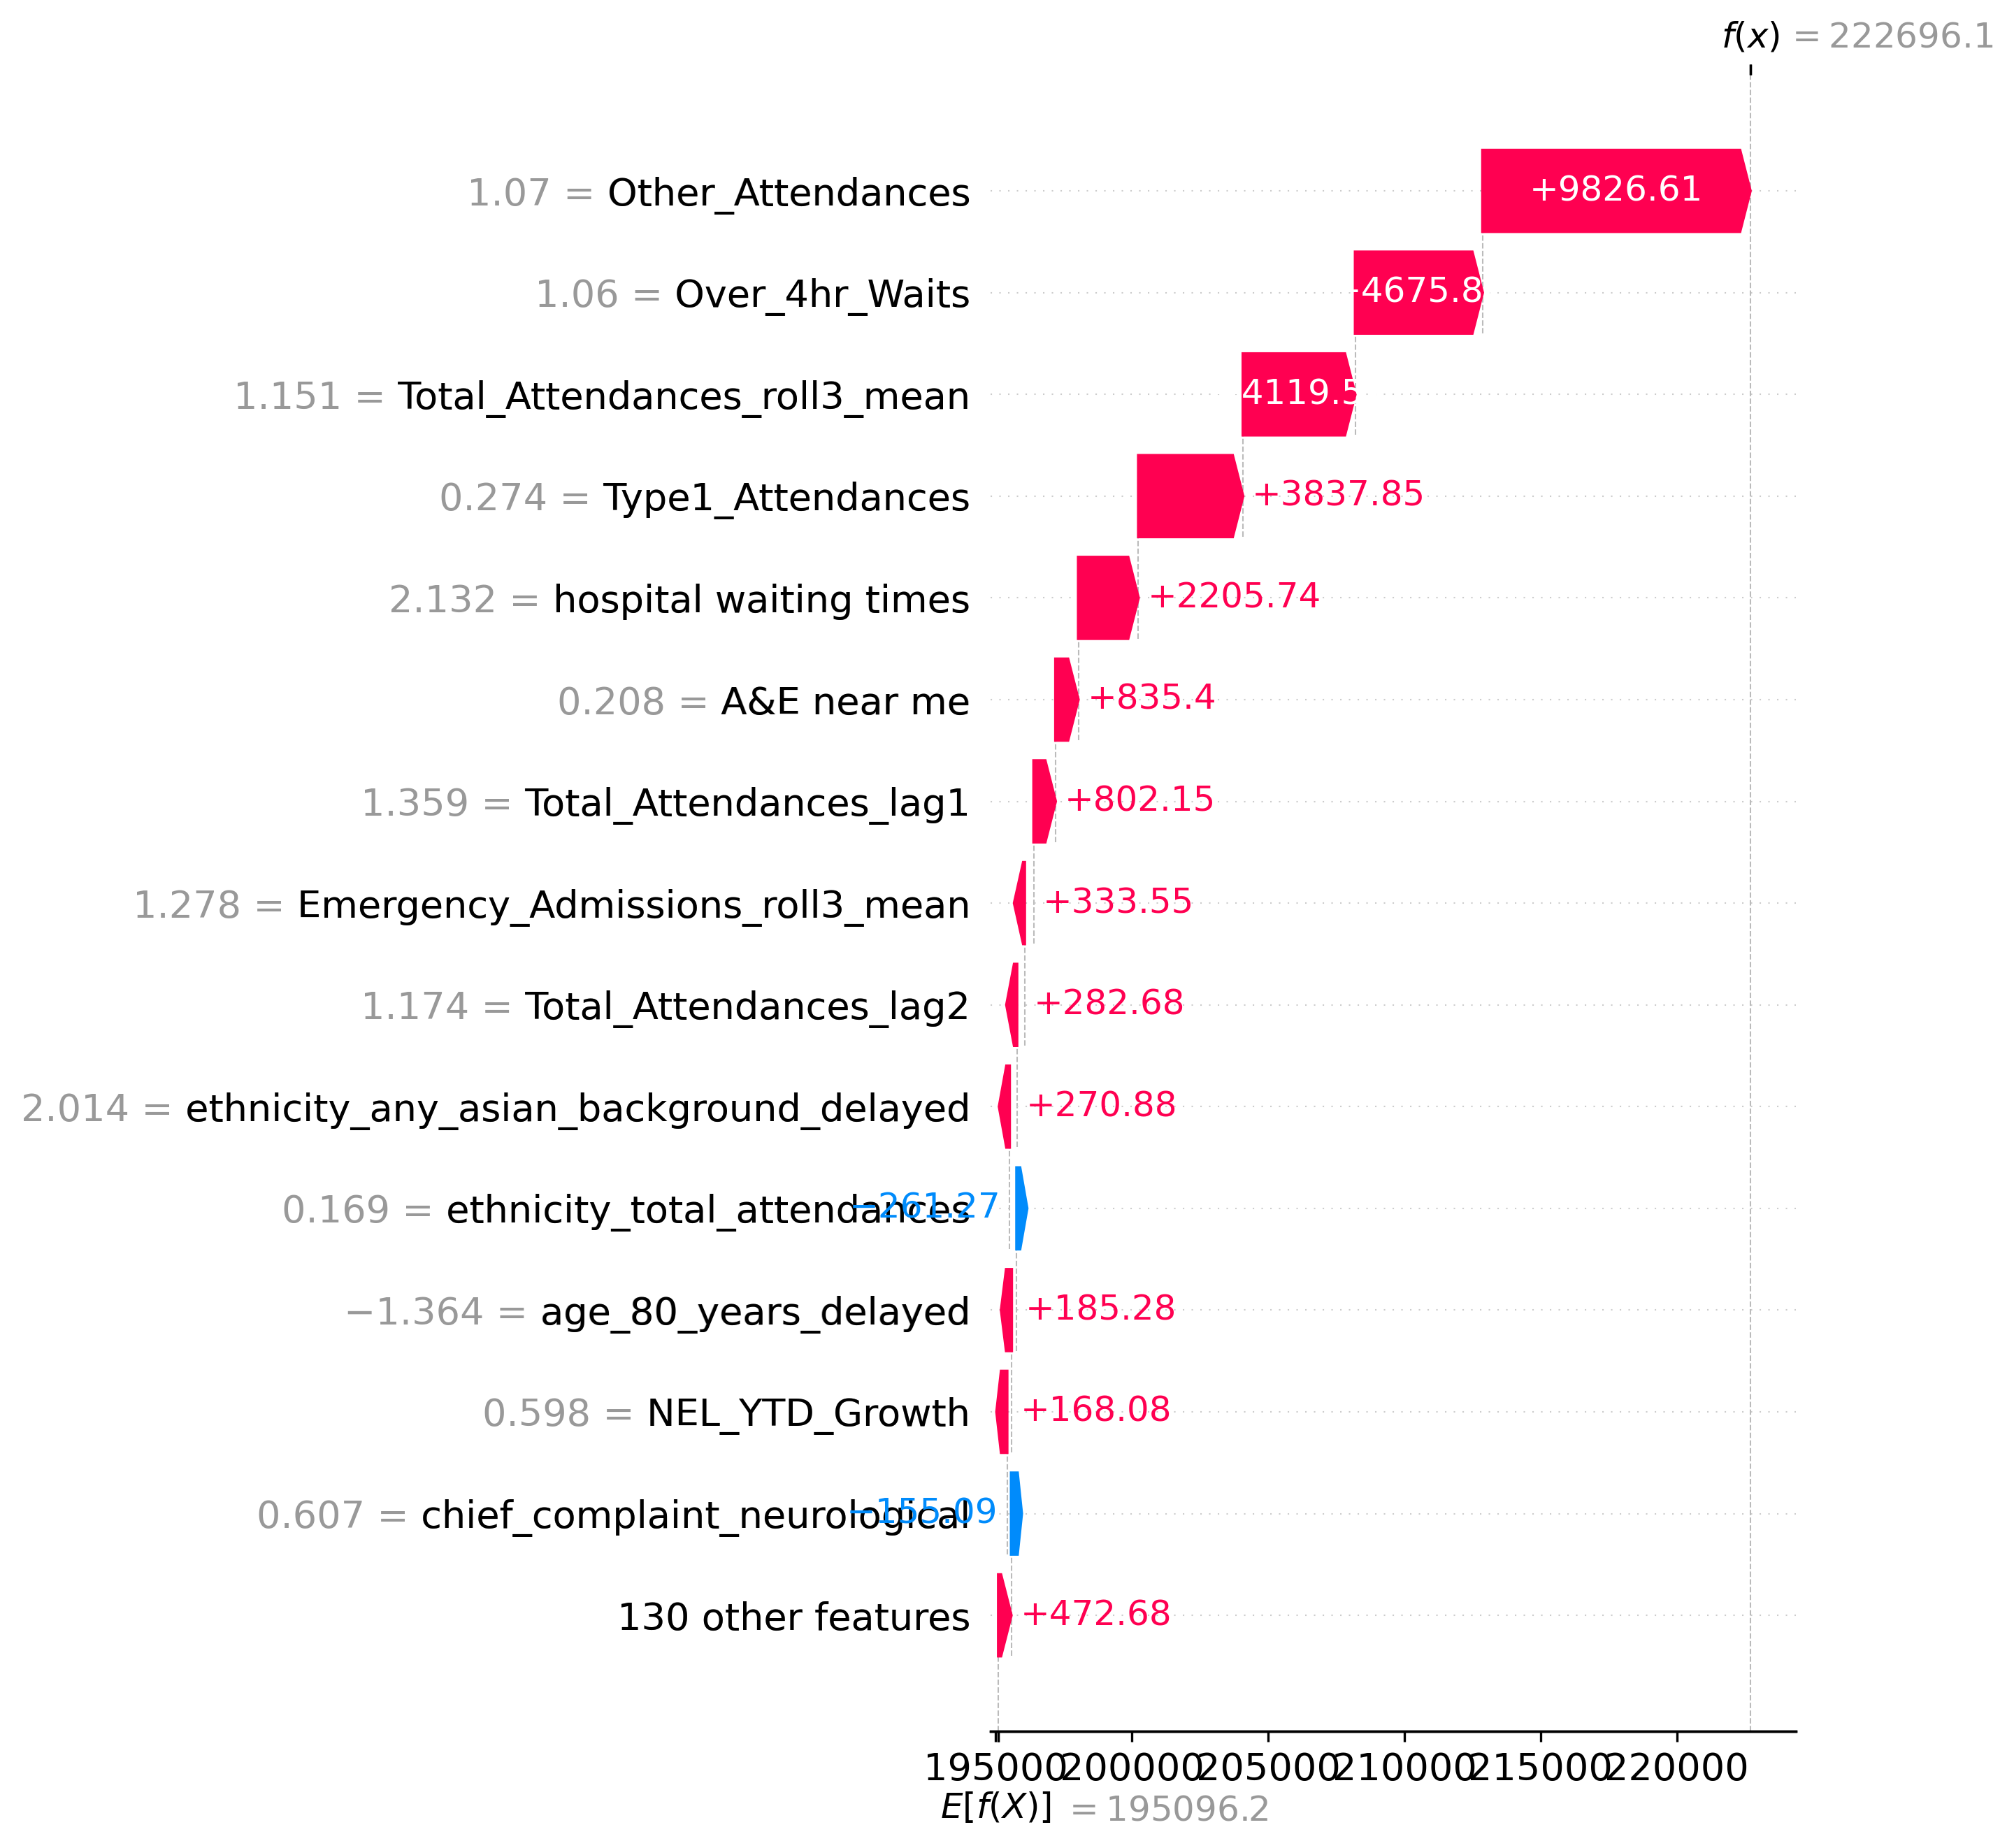 f(x) = 222696.1
1.07 = Other_Attendances +9826.61
1.06 = Over_4hr_Waits 4675.8
1.151 = Total_Attendances_roll3_mean 4119.5
0.274 = Type1_Attendances +3837.85
2.132 = hospital waiting times +2205.74
0.208 = A&E near me +835.4
1.359 = Total_Attendances_lag1 +802.15
1.278 = Emergency_Admissions_roll3_mean +333.55
1.174 = Total_Attendances_lag2 +282.68
2.014 = ethnicity_any_asian_background_delayed +270.88
0.169 = ethnicity_total_attendances −261.27
−1.364 = age_80_years_delayed +185.28
0.598 = NEL_YTD_Growth +168.08
0.607 = chief_complaint_neurological −155.09
130 other features +472.68
195000 200000 205000 210000 215000 220000
E[f(X)] = 195096.2